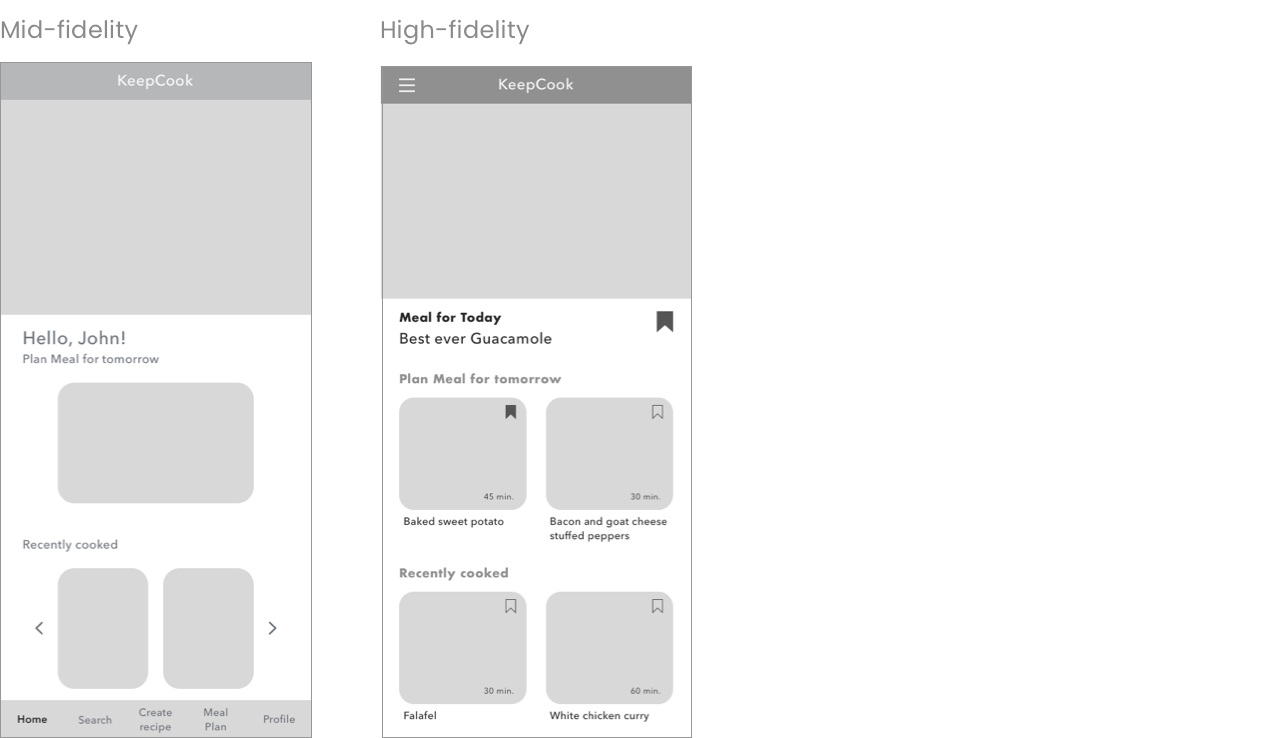 Mid-fidelity
KeepCook
Hello, John!
Plan Meal for tomorrow
Recently cooked
Home
Search
Create
recipe
Meal
Plan
Profile
High-fidelity
KeepCook
Meal for Today
Best ever Guacamole
Plan Meal for tomorrow
45 min.
30 min.
Baked sweet potato
Bacon and goat cheese
stuffed peppers
Recently cooked
30 min.
60 min.
Falafel
White chicken curry